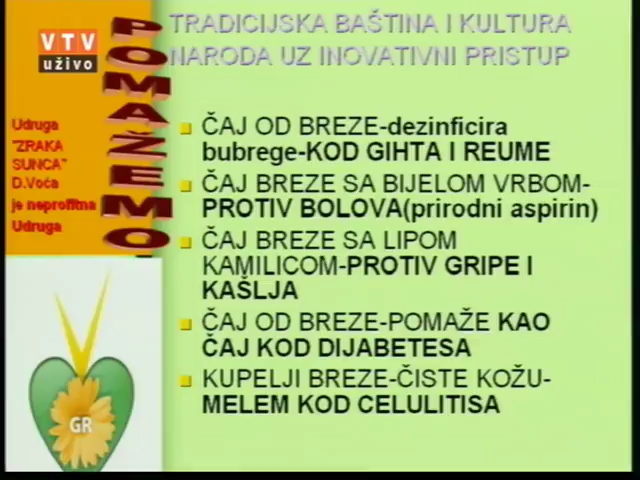 VTV
uživo
POMAŽEMO.
Udruga
"ZRAKA
SUNCA"
D.Voća
je neprofitna
Udruga
TRADICIJSKA BAŠTINA I KULTURA
NARODA UZ INOVATIVNI PRISTUP
ČAJ OD BREZE-dezinficira
bubrege-KOD GIHTA I REUME
ČAJ BREZE SA BIJELOM VRBOM-
PROTIV BOLOVA(prirodni aspirin)
ČAJ BREZE SA LIPOM
KAMILICOM-PROTIV GRIPE I
KAŠLJA
ČAJ OD BREZE-POMAŽE KAO
ČAJ KOD DIJABETESA
KUPELJI BREZE-ČISTE KOŽU-
MELEM KOD CELULITISA
GR